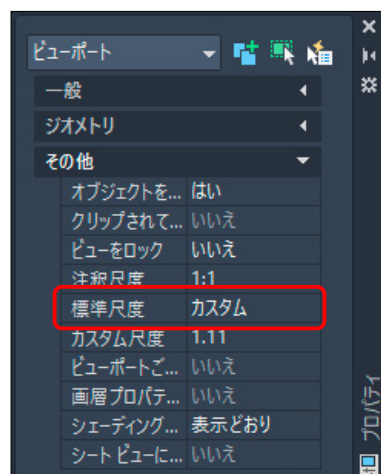 ビューポート
一般
ジオメトリ
その他
オブジェクトを... はい
クリップされて... いいえ
ビューをロック いいえ
注釈尺度 1:1
標準尺度 カスタム
カスタム尺度 1.11
ビューポートご... いいえ
画層プロパテ... いいえ
シェーディング... 表示どおり
シート ビューに... いいえ
プロパティ